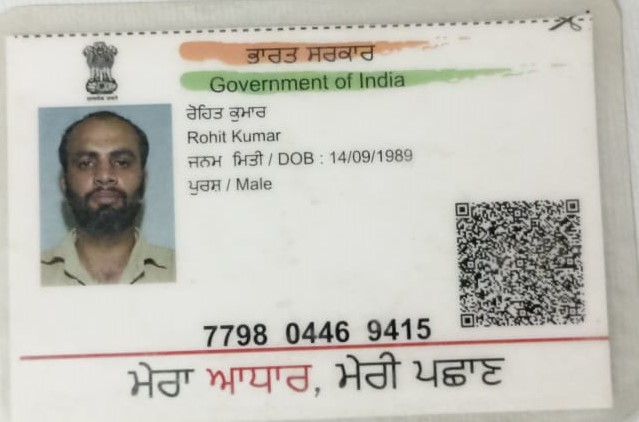 ਭਾਰਤ ਸਰਕਾਰ
Government of India
ਰੋਹਿਤ ਕੁਮਾਰ
Rohit Kumar
ਜਨਮ ਮਿਤੀ / DOB : 14/09/1989
ਪੁਰਸ਼ / Male
7798 0446 9415
ਮੇਰਾ ਆਧਾਰ, ਮੇਰੀ ਪਛਾਣ